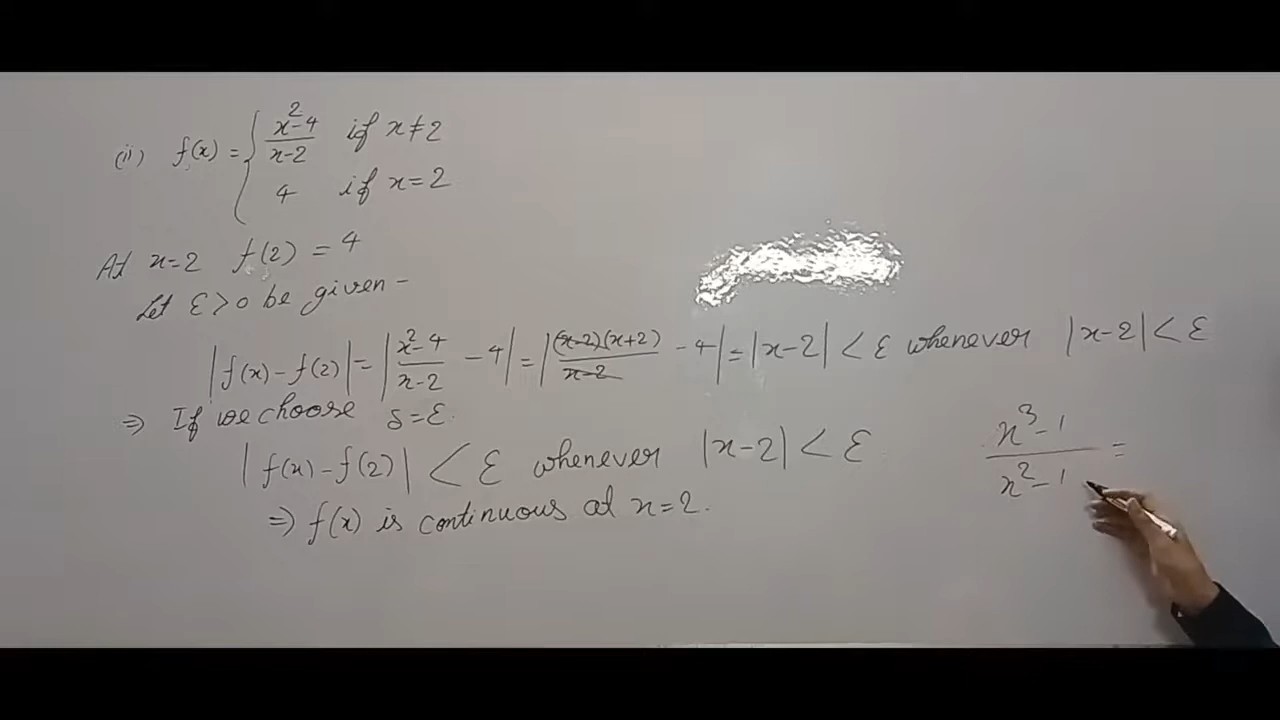 (ii) f(x) = { (x²-4)/(x-2) if x≠2
4 if x=2
At x=2 f(2) = 4
Let ε>0 be given -
|f(x) - f(2)| = |(x²-4)/(x-2) - 4| = |(x-2)(x+2)/(x-2) - 4| = |x-2| < ε whenever |x-2| < ε
⇒ If we choose δ=ε.
|f(x) - f(2)| < ε whenever |x-2| < ε
⇒ f(x) is continuous at x=2.
(x³-1)/(x²-1) =